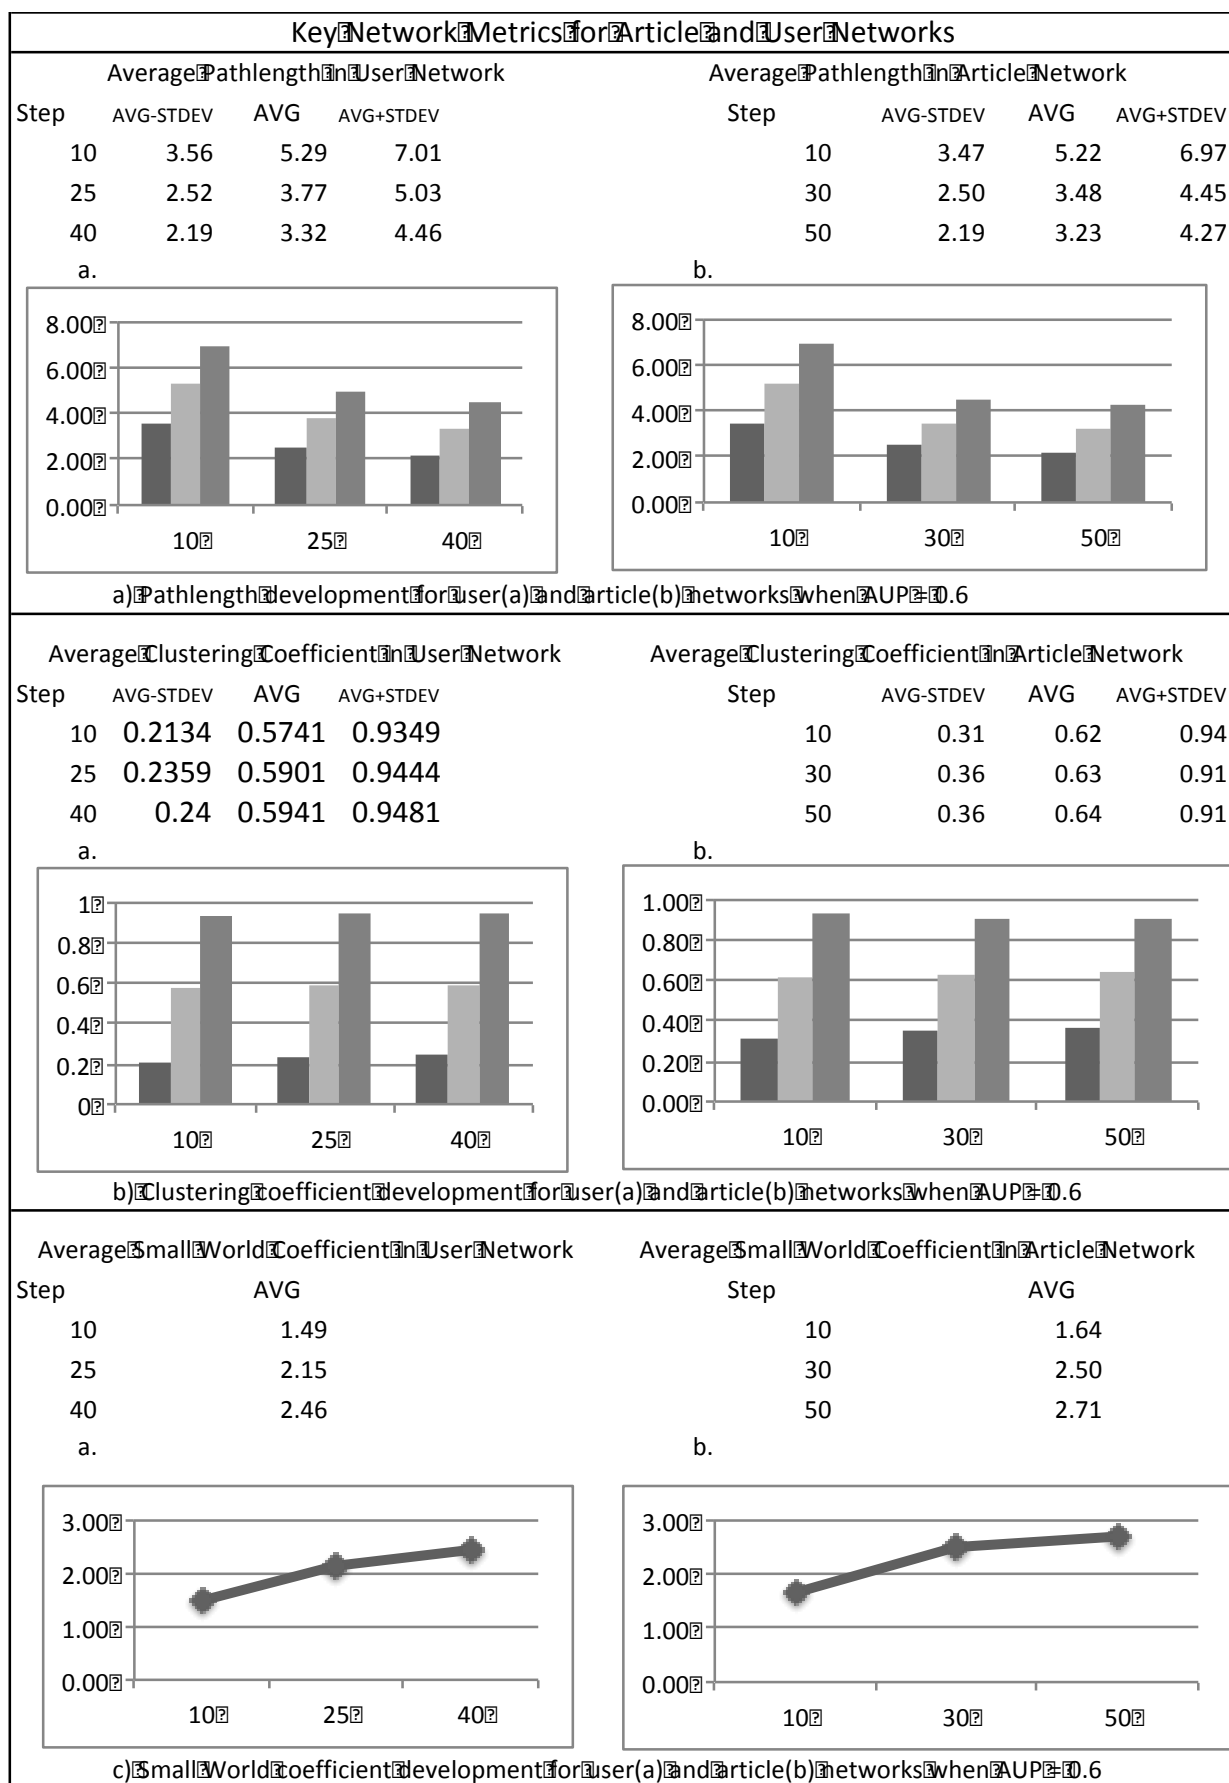 Key Network Metrics for Article and User Networks
Average Pathlength in User Network
Step AVG-STDEV AVG AVG+STDEV
10 3.56 5.29 7.01
25 2.52 3.77 5.03
40 2.19 3.32 4.46
a.
8.00
6.00
4.00
2.00
0.00
10 25 40
Average Pathlength in Article Network
Step AVG-STDEV AVG AVG+STDEV
10 3.47 5.22 6.97
30 2.50 3.48 4.45
50 2.19 3.23 4.27
b.
8.00
6.00
4.00
2.00
0.00
10 30 50
a) Pathlength development for user(a) and article(b) networks when AUP = 0.6
Average Clustering Coefficient in User Network
Step AVG-STDEV AVG AVG+STDEV
10 0.2134 0.5741 0.9349
25 0.2359 0.5901 0.9444
40 0.24 0.5941 0.9481
a.
1
0.8
0.6
0.4
0.2
0
10 25 40
Average Clustering Coefficient in Article Network
Step AVG-STDEV AVG AVG+STDEV
10 0.31 0.62 0.94
30 0.36 0.63 0.91
50 0.36 0.64 0.91
b.
1.00
0.80
0.60
0.40
0.20
0.00
10 30 50
b) Clustering coefficient development for user(a) and article(b) networks when AUP = 0.6
Average Small World Coefficient in User Network
Step AVG
10 1.49
25 2.15
40 2.46
a.
3.00
2.00
1.00
0.00
10 25 40
Average Small World Coefficient in Article Network
Step AVG
10 1.64
30 2.50
50 2.71
b.
3.00
2.00
1.00
0.00
10 30 50
c) Small World coefficient development for user(a) and article(b) networks when AUP = 0.6